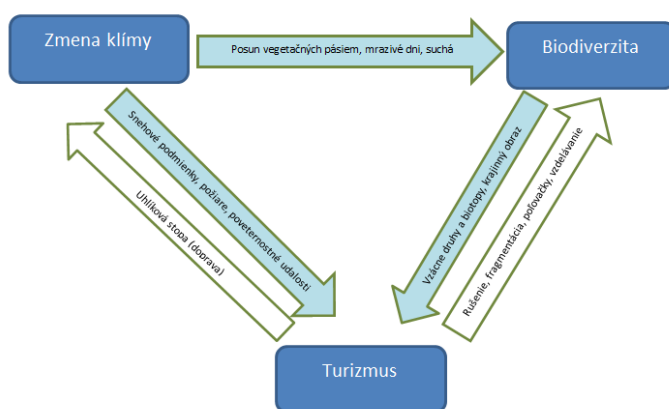 Zmena klímy
Posun vegetačných pásiem, mrazivé dni, suchá
Biodiverzita
Snehové podmienky, požiare, poveternostné udalosti
Uhlíková stopa (doprava)
Vzácne druhy a biotopy, krajinný obraz
Rušenie, fragmentácia, poľovačky, vzdelávanie
Turizmus